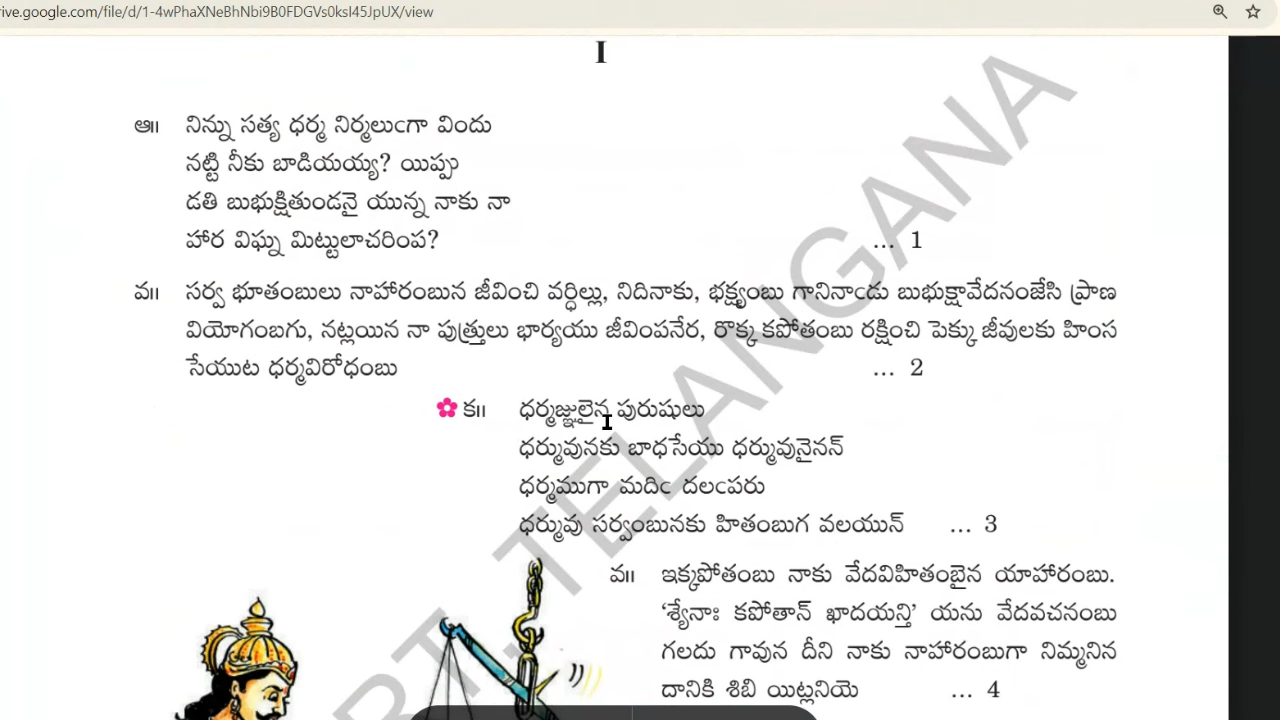 rive.google.com/file/d/1-4wPhaXNeBhNbi9B0FDGVs0ksI45JpUX/view
I
ఆ॥ నిన్ను సత్య ధర్మ నిర్మలుఁగా విందు
నట్టి నీకు బాడియయ్య? యిప్పు
డతి బుభుక్షితుండనై యున్న నాకు నా
హార విఘ్న మిట్టులాచరింప? ... 1
వ॥ సర్వ భూతంబులు నాహారంబున జీవించి వర్ధిల్లు, నిదినాకు, భక్ష్యంబు గానినాఁడు బుభుక్షావేదనంజేసి ప్రాణ
వియోగంబగు, నట్లయిన నా పుత్త్రులు భార్యయు జీవింపనేర, రొక్క కపోతంబు రక్షించి పెక్కు జీవులకు హింస
సేయుట ధర్మవిరోధంబు ... 2
క॥ ధర్మజ్ఞులైన పురుషులు
ధర్మువునకు బాధసేయు ధర్మువునైనన్
ధర్మముగా మదిఁ దలఁపరు
ధర్మువు సర్వంబునకు హితంబుగ వలయున్ ... 3
వ॥ ఇక్కపోతంబు నాకు వేదవిహితంబైన యాహారంబు.
‘శ్యేనాః కపోతాన్ ఖాదయన్తి’ యను వేదవచనంబు
గలదు గావున దీని నాకు నాహారంబుగా నిమ్మనిన
దానికి శిబి యిట్లనియె ... 4
RT, TELANGANA